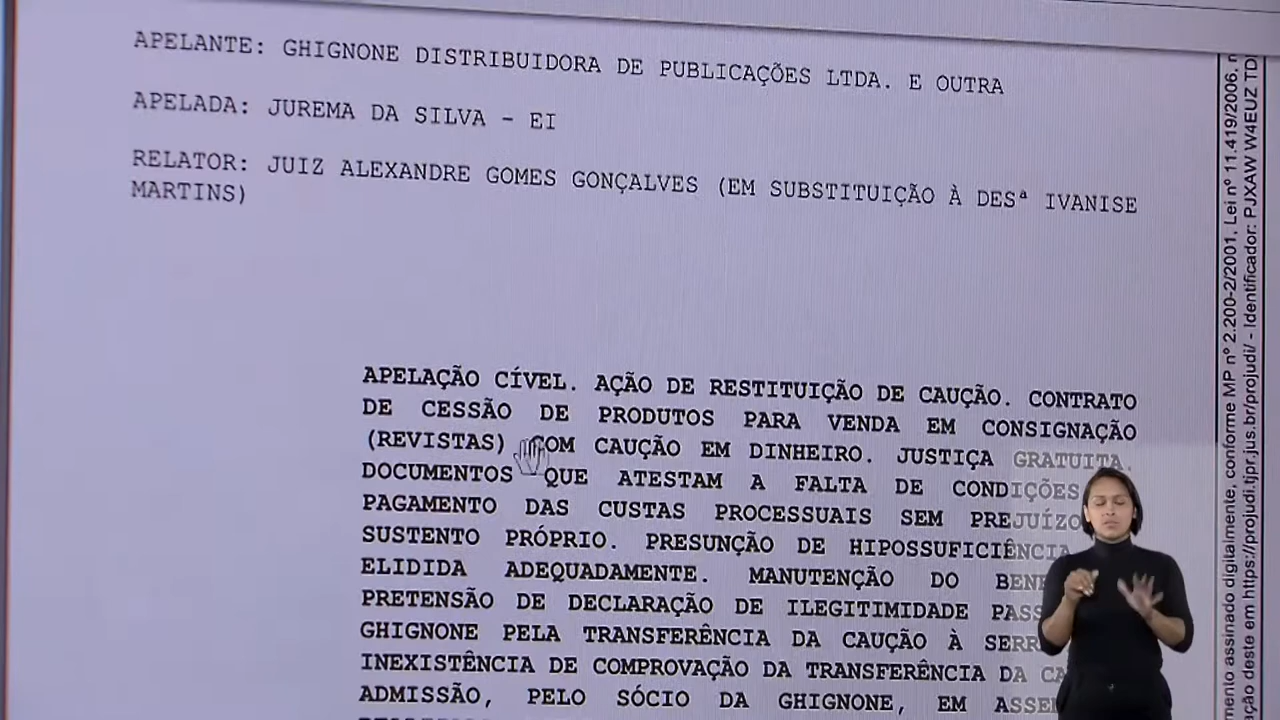 APELANTE: GHIGNONE DISTRIBUIDORA DE PUBLICAÇÕES LTDA. E OUTRA
APELADA: JUREMA DA SILVA - EI
RELATOR: JUIZ ALEXANDRE GOMES GONÇALVES (EM SUBSTITUIÇÃO À DESª IVANISE
MARTINS)
APELAÇÃO CÍVEL. AÇÃO DE RESTITUIÇÃO DE CAUÇÃO. CONTRATO
DE CESSÃO DE PRODUTOS PARA VENDA EM CONSIGNAÇÃO
(REVISTAS) COM CAUÇÃO EM DINHEIRO. JUSTIÇA GRATUITA.
DOCUMENTOS QUE ATESTAM A FALTA DE CONDIÇÕES
PAGAMENTO DAS CUSTAS PROCESSUAIS SEM PREJUÍZO
SUSTENTO PRÓPRIO. PRESUNÇÃO DE HIPOSSUFICIÊNCIA
ELIDIDA ADEQUADAMENTE. MANUTENÇÃO DO
PRETENSÃO DE DECLARAÇÃO DE ILEGITIMIDADE
GHIGNONE PELA TRANSFERÊNCIA DA CAUÇÃO À
INEXISTÊNCIA DE COMPROVAÇÃO DA TRANSFERÊNCIA DA
ADMISSÃO, PELO SÓCIO DA GHIGNONE, EM
mento assinado digitalmente, conforme MP nº 2.200-2/2001, Lei nº 11.419/2006,
ação deste em https://projudi.tjpr.jus.br/projudi/ - Identificador: PJXAW W4EUZ